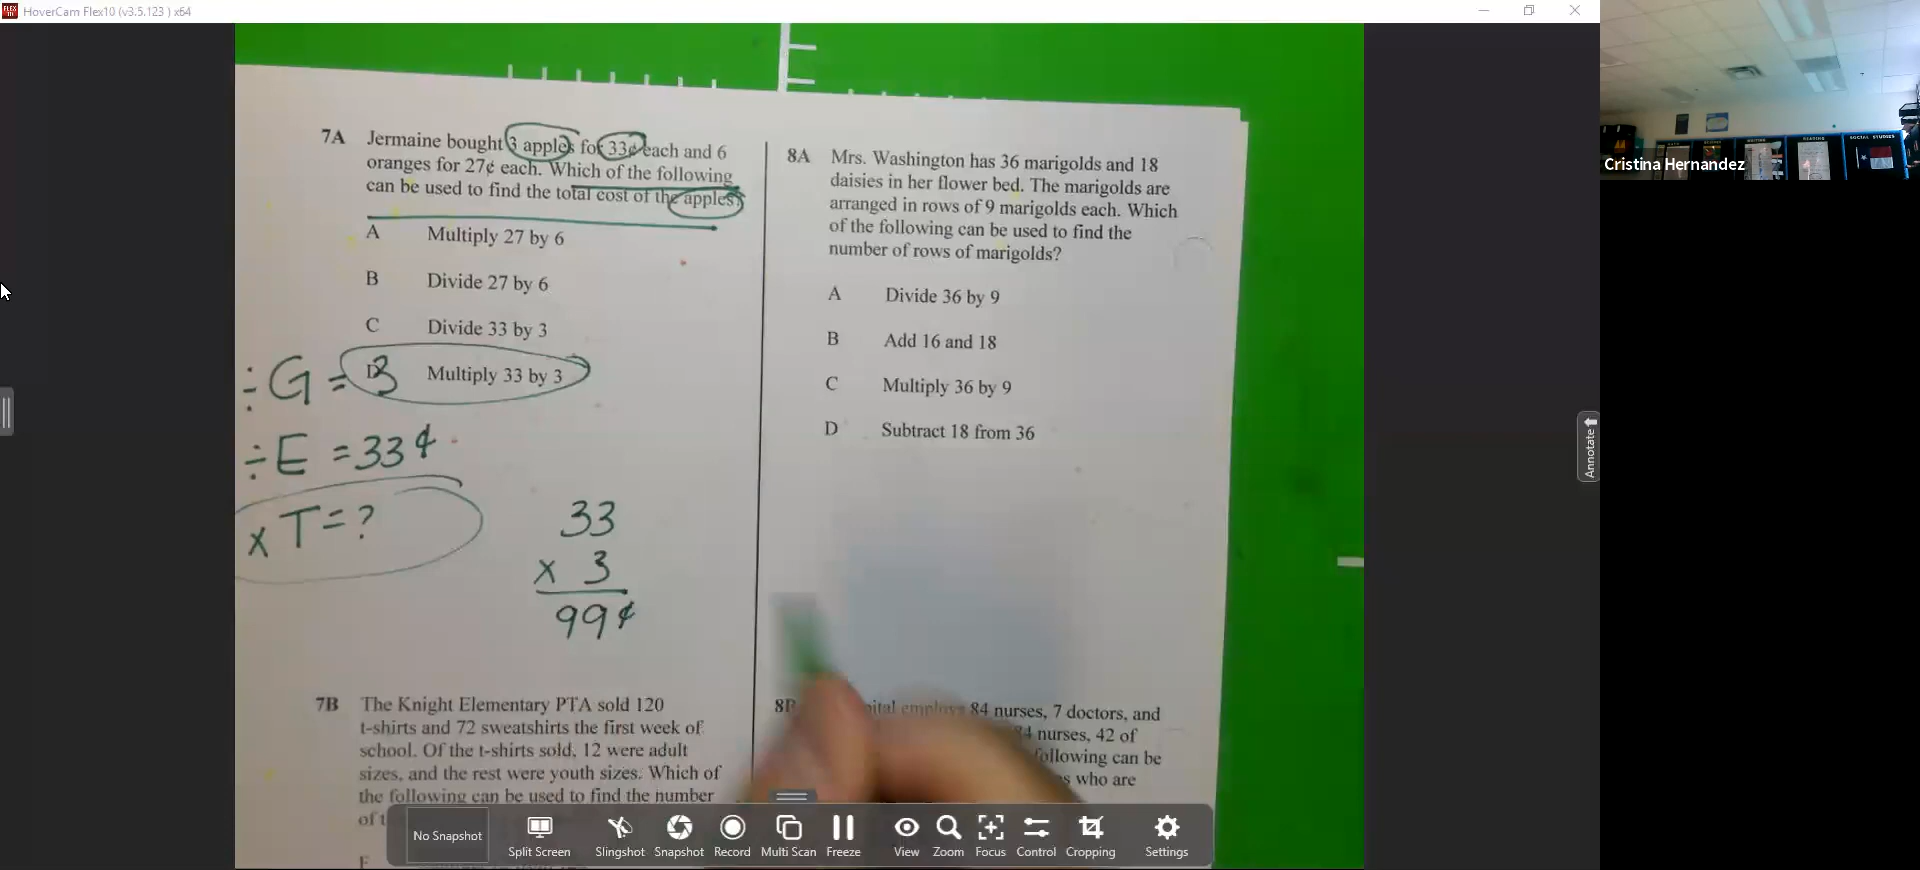 HoverCam Flex10 (v3.5.123 ) x64
7A Jermaine bought 3 apples for 33¢ each and 6
oranges for 27¢ each. Which of the following
can be used to find the total cost of the apples?
A Multiply 27 by 6
B Divide 27 by 6
C Divide 33 by 3
D Multiply 33 by 3
÷ G = 3
÷ E = 33¢
x T = ?
33
x 3
99¢
7B The Knight Elementary PTA sold 120
t-shirts and 72 sweatshirts the first week of
school. Of the t-shirts sold, 12 were adult
sizes, and the rest were youth sizes. Which of
the following can be used to find the number
of
8A Mrs. Washington has 36 marigolds and 18
daisies in her flower bed. The marigolds are
arranged in rows of 9 marigolds each. Which
of the following can be used to find the
number of rows of marigolds?
A Divide 36 by 9
B Add 16 and 18
C Multiply 36 by 9
D Subtract 18 from 36
84 nurses, 7 doctors, and
nurses, 42 of
following can be
who are
No Snapshot
Split Screen
Slingshot
Snapshot
Record
Multi Scan
Freeze
View
Zoom
Focus
Control
Cropping
Settings
Annotate
SOCIAL STUDIES
Cristina Hernandez